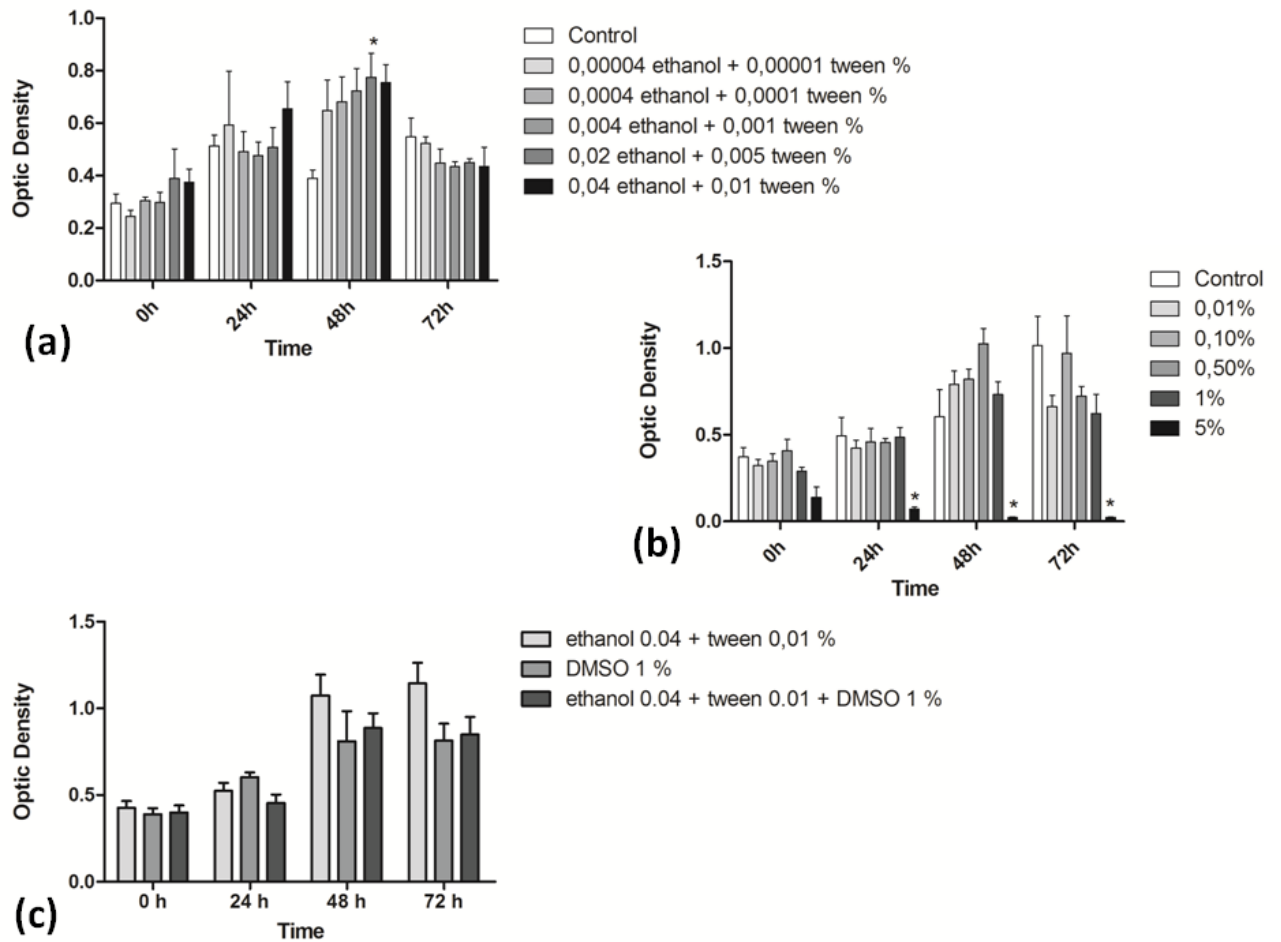 1.0
0.8
0.6
0.4
0.2
0.0
Optic Density
*
0h
24h
48h
72h
Time
(a)
Control
0,00004 ethanol + 0,00001 tween %
0,0004 ethanol + 0,0001 tween %
0,004 ethanol + 0,001 tween %
0,02 ethanol + 0,005 tween %
0,04 ethanol + 0,01 tween %
1.5
1.0
0.5
0.0
Optic Density
*
*
*
0h
24h
48h
72h
Time
(b)
Control
0,01%
0,10%
0,50%
1%
5%
1.5
1.0
0.5
0.0
Optic Density
0 h
24 h
48 h
72 h
Time
(c)
ethanol 0.04 + tween 0,01 %
DMSO 1 %
ethanol 0.04 + tween 0.01 + DMSO 1 %